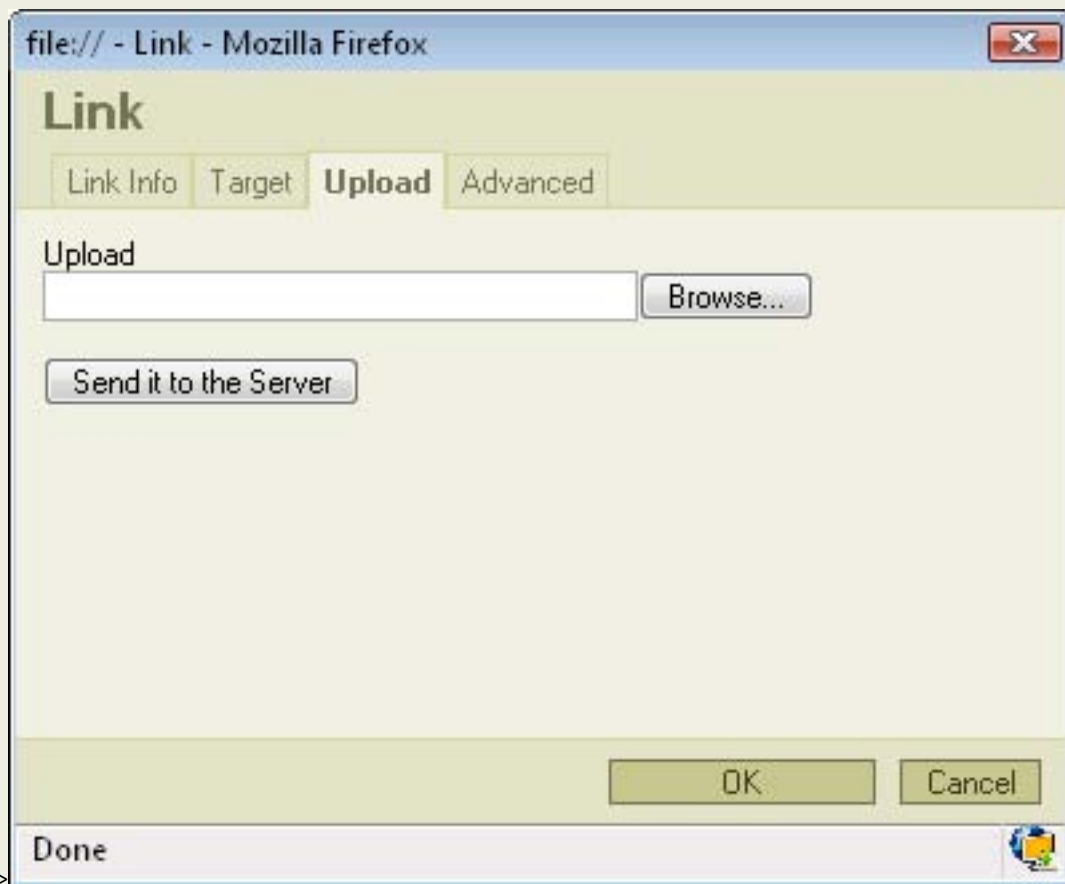 file:// - Link - Mozilla Firefox
Link
Link Info Target Upload Advanced
Upload
Browse...
Send it to the Server
OK Cancel
Done
>